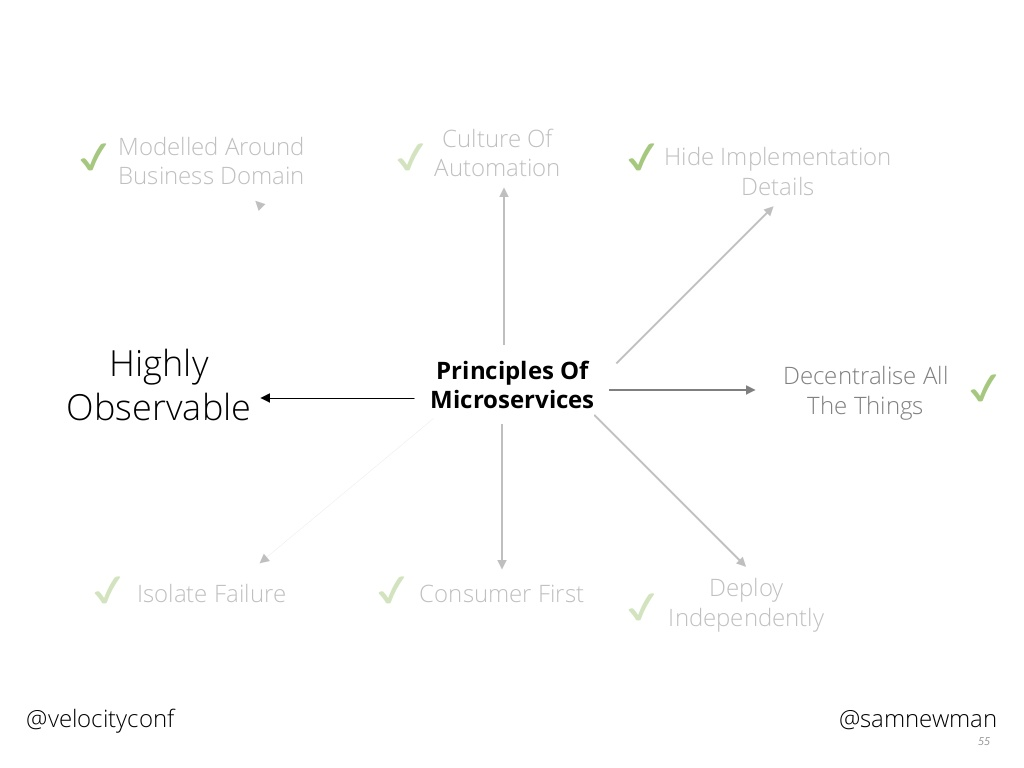 Modelled Around
Business Domain
Culture Of
Automation
Hide Implementation
Details
Highly
Observable
Principles Of
Microservices
Decentralise All
The Things
Isolate Failure
Consumer First
Deploy
Independently
@velocityconf
@samnewman
55